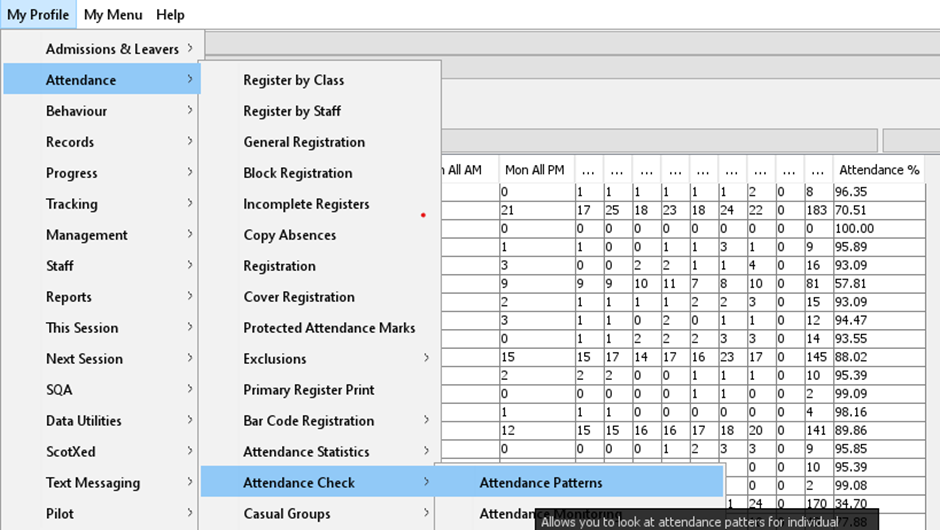 My Profile My Menu Help
Admissions & Leavers
Attendance
Behaviour
Records
Progress
Tracking
Management
Staff
Reports
This Session
Next Session
SQA
Data Utilities
ScotXed
Text Messaging
Pilot
Register by Class
Register by Staff
General Registration
Block Registration
Incomplete Registers
Copy Absences
Registration
Cover Registration
Protected Attendance Marks
Exclusions
Primary Register Print
Bar Code Registration
Attendance Statistics
Attendance Check
Casual Groups
Attendance Patterns
Attendance Monitoring
Allows you to look at attendance patters for individual
All AM Mon All PM ... ... ... ... ... ... ... ... ... Attendance %
0 1 1 1 1 1 1 2 0 8 96.35
21 17 25 18 23 18 24 22 0 183 70.51
0 0 0 0 0 0 0 0 0 0 100.00
1 1 0 0 1 1 3 1 0 9 95.89
3 0 0 2 2 1 1 4 0 16 93.09
9 9 9 10 11 7 8 10 0 81 57.81
2 1 1 1 1 2 2 3 0 15 93.09
3 1 1 0 2 0 1 1 0 12 94.47
0 1 1 2 2 2 3 3 0 14 93.55
15 15 17 14 17 16 23 17 0 145 88.02
2 2 2 0 0 1 1 1 0 10 95.39
0 0 0 0 0 1 1 0 0 2 99.09
1 1 1 0 0 0 0 0 0 4 98.16
12 15 15 16 16 17 18 20 0 141 89.86
0 0 0 0 1 2 3 3 0 9 95.85
0 0 10 95.39
0 0 2 99.08
1 24 0 170 34.70
77.88